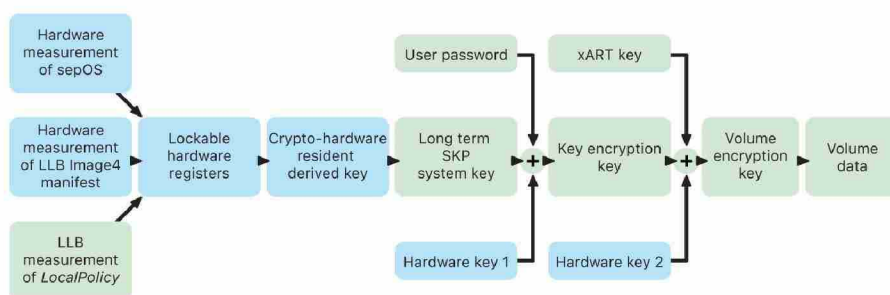 Hardware
measurement
of sepOS
User password
xART key
Hardware
measurement
of LLB Image4
manifest
Lockable
hardware
registers
Crypto-hardware
resident
derived key
Long term
SKP
system key
+
Key encryption
key
+
Volume
encryption
key
Volume
data
LLB
measurement
of LocalPolicy
Hardware key 1
Hardware key 2